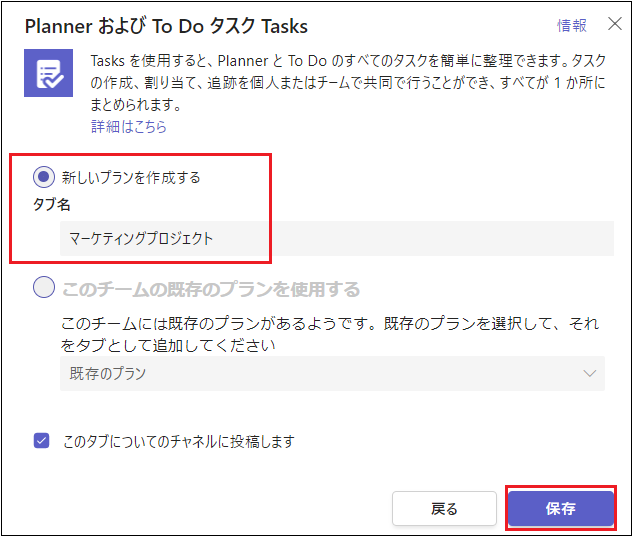 Planner および To Do タスク Tasks
情報
Tasks を使用すると、Planner と To Do のすべてのタスクを簡単に整理できます。タスク
の作成、割り当て、追跡を個人またはチームで共同で行うことができ、すべてが 1 か所に
まとめられます。
詳細はこちら
新しいプランを作成する
タブ名
マーケティングプロジェクト
このチームの既存のプランを使用する
このチームには既存のプランがあるようです。既存のプランを選択して、それ
をタブとして追加してください
既存のプラン
このタブについてのチャネルに投稿します
戻る
保存